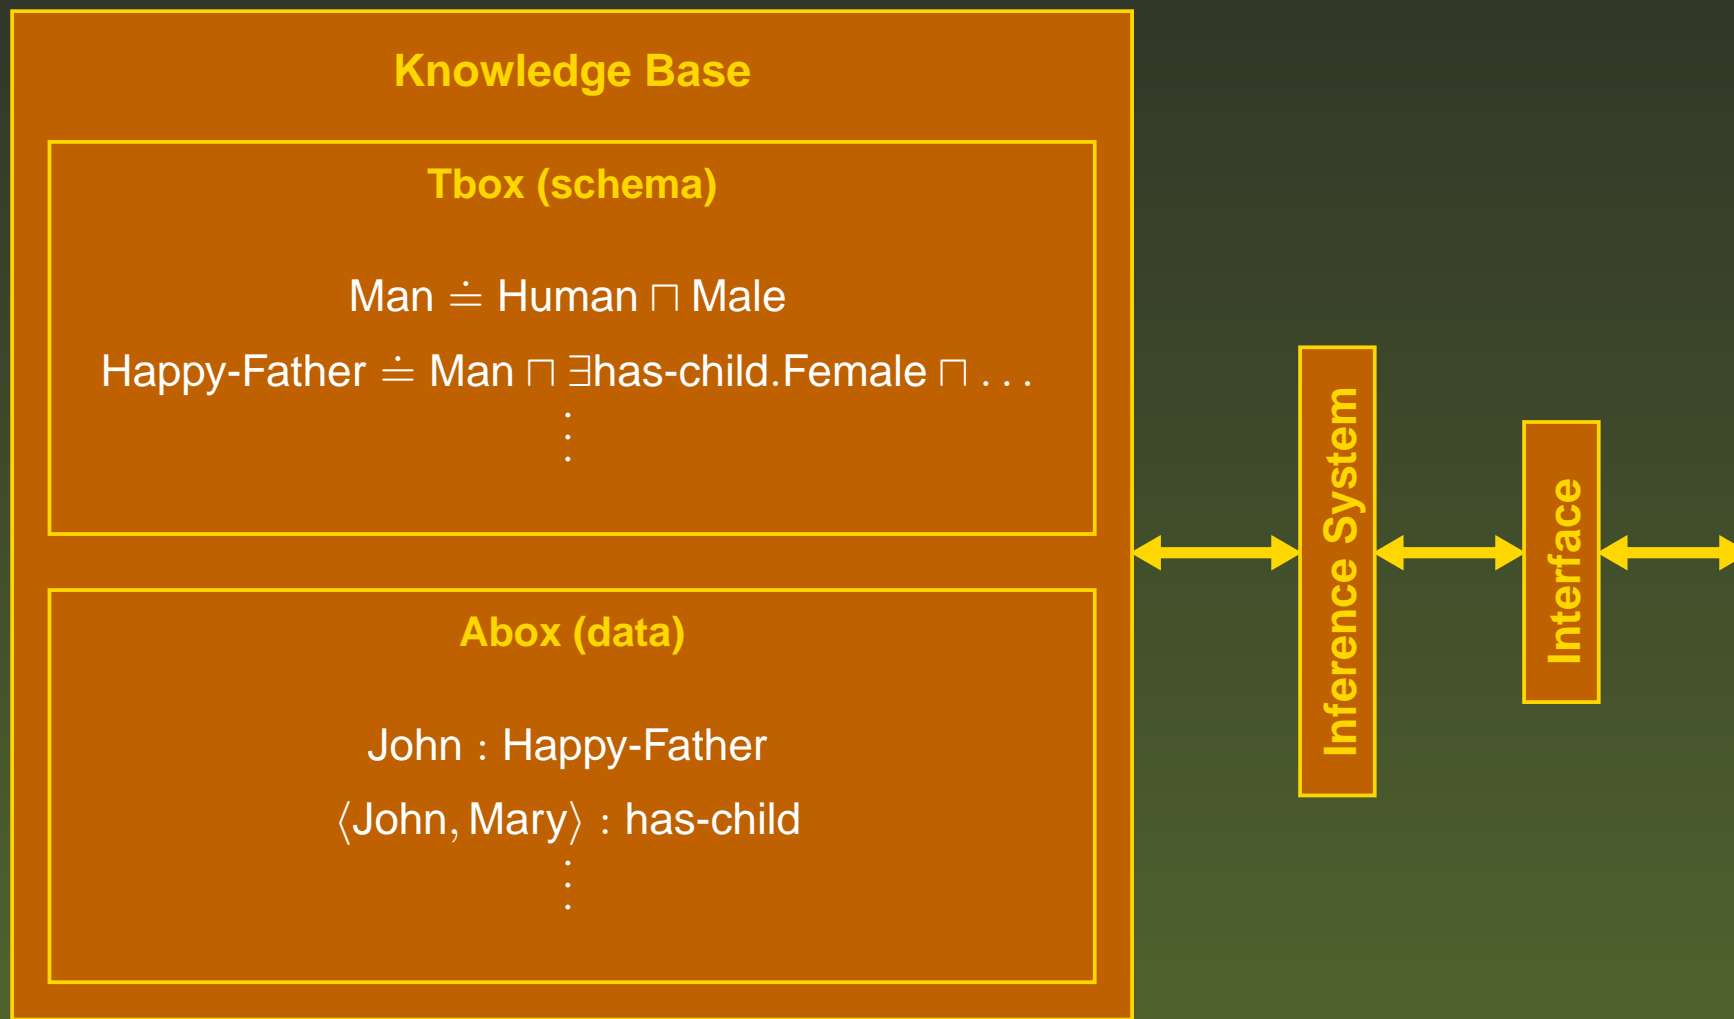 Knowledge Base
Tbox (schema)
Man ≐ Human ⊓ Male
Happy-Father ≐ Man ⊓ ∃has-child.Female ⊓ . . .
⋮
Abox (data)
John : Happy-Father
⟨John, Mary⟩ : has-child
⋮
Inference System
Interface